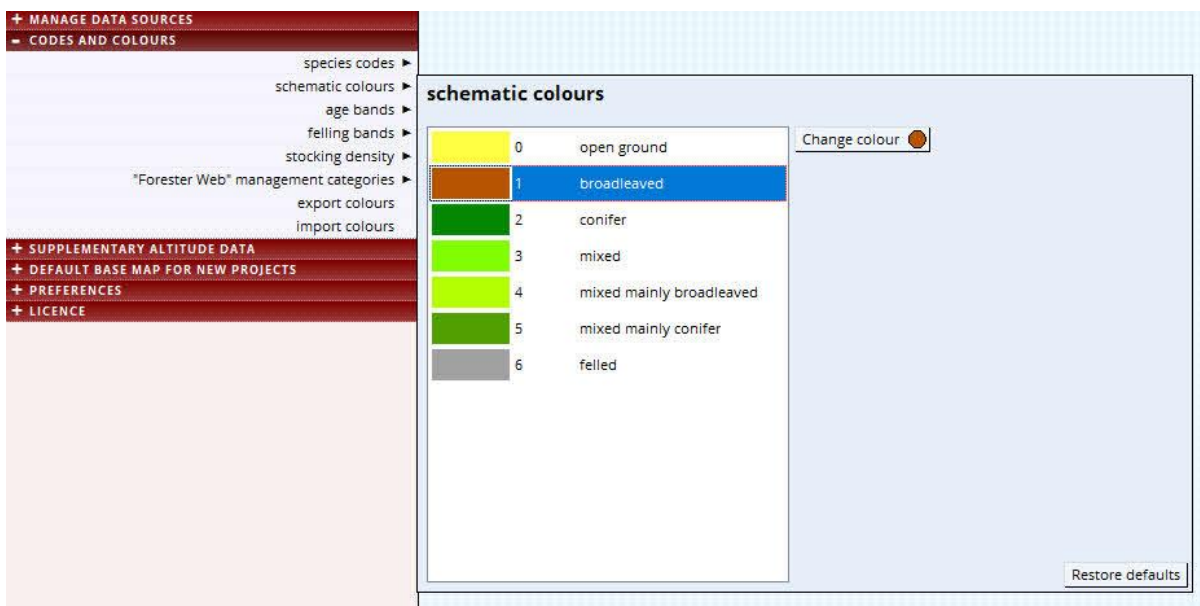 + MANAGE DATA SOURCES
- CODES AND COLOURS
species codes ►
schematic colours ►
age bands ►
felling bands ►
stocking density ►
"Forester Web" management categories ►
export colours
import colours
+ SUPPLEMENTARY ALTITUDE DATA
+ DEFAULT BASE MAP FOR NEW PROJECTS
+ PREFERENCES
+ LICENCE
schematic colours
0 open ground
1 broadleaved
2 conifer
3 mixed
4 mixed mainly broadleaved
5 mixed mainly conifer
6 felled
Change colour
Restore defaults